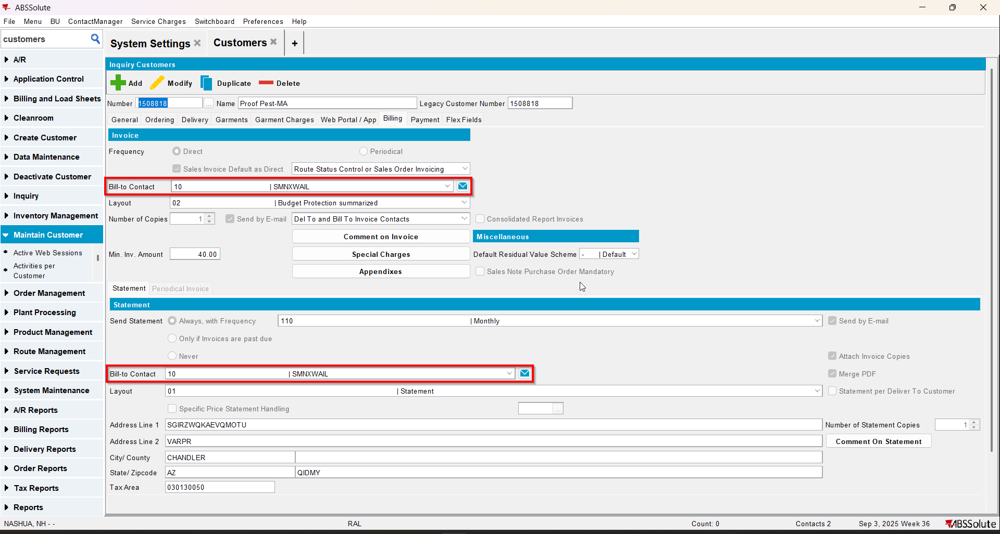 ABSSolute
File Menu BU ContactManager Service Charges Switchboard Preferences Help
customers
System Settings
Customers
+
A/R
Application Control
Billing and Load Sheets
Cleanroom
Create Customer
Data Maintenance
Deactivate Customer
Inquiry
Inventory Management
Maintain Customer
Active Web Sessions
Activities per
Customer
Order Management
Plant Processing
Product Management
Route Management
Service Requests
System Maintenance
A/R Reports
Billing Reports
Delivery Reports
Order Reports
Tax Reports
Reports
Inquiry Customers
Add Modify Duplicate Delete
Number 1508818 ... Name Proof Pest-MA Legacy Customer Number 1508818
General Ordering Delivery Garments Garment Charges Web Portal / App Billing Payment Flex Fields
Invoice
Frequency Direct Periodical
Sales Invoice Default as Direct Route Status Control or Sales Order Invoicing
Bill-to Contact 10 | SMNXWAIL
Layout 02 | Budget Protection summarized
Number of Copies 1 Send by E-mail Del To and Bill To Invoice Contacts Consolidated Report Invoices
Comment on Invoice Miscellaneous
Min. Inv. Amount 40.00 Special Charges Default Residual Value Scheme - | Default
Appendixes Sales Note Purchase Order Mandatory
Statement Periodical Invoice
Statement
Send Statement Always, with Frequency 110 | Monthly Send by E-mail
Only if Invoices are past due
Never Attach Invoice Copies
Bill-to Contact 10 | SMNXWAIL Merge PDF
Layout 01 | Statement Statement per Deliver To Customer
Specific Price Statement Handling ...
Address Line 1 SGIRZWQKAEVQMOTU Number of Statement Copies 1
Address Line 2 VARPR Comment On Statement
City/ County CHANDLER
State/ Zipcode AZ QIDMY
Tax Area 030130050
NASHUA, NH - - RAL Count: 0 Contacts 2 Sep 3, 2025 Week 36 ABSSolute